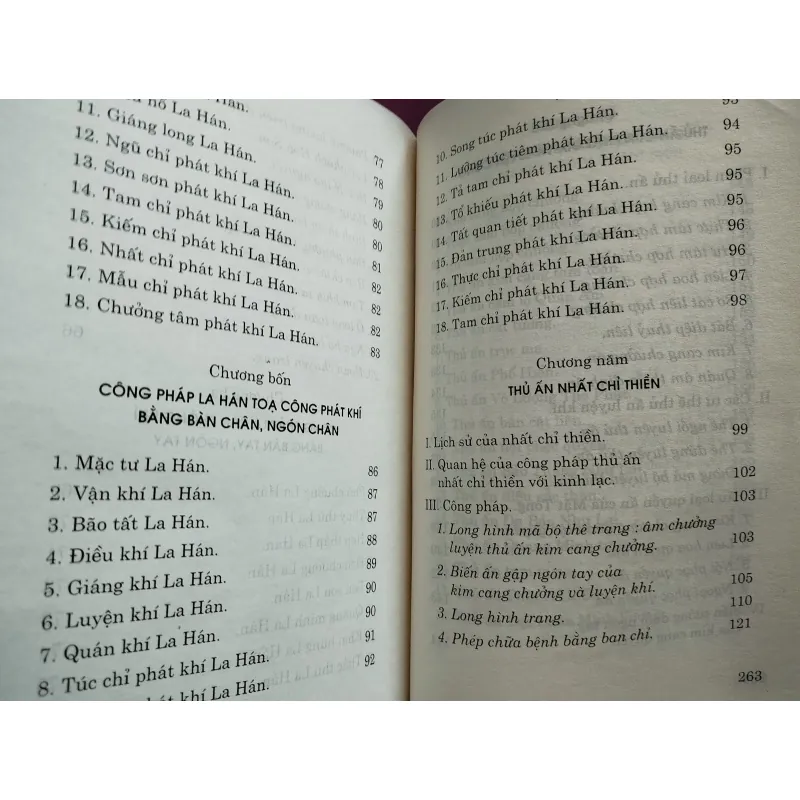 hổ La Hán.
11. Giáng long La Hán. 77
12. Ngũ chỉ phát khí La Hán. 78
13. Sơn sơn phát khí La Hán. 79
14. Tam chỉ phát khí La Hán. 80
15. Kiếm chỉ phát khí La Hán. 80
16. Nhất chỉ phát khí La Hán. 81
17. Mẫu chỉ phát khí La Hán. 82
18. Chưởng tâm phát khí La Hán. 82
83
Chương bốn
CÔNG PHÁP LA HÁN TOẠ CÔNG PHÁT KHÍ
BẰNG BÀN CHÂN, NGÓN CHÂN
1. Mặc tư La Hán. 86
2. Vận khí La Hán. 87
3. Bão tất La Hán. 87
4. Điều khí La Hán. 88
5. Giáng khí La Hán. 89
6. Luyện khí La Hán. 90
7. Quán khí La Hán. 90
8. Túc chỉ phát khí La Hán. 91
khí La Hán. 92
93
10. Song túc phát khí La Hán. 94
11. Lưỡng túc tiêm phát khí La Hán. 95
12. Tả tam chỉ phát khí La Hán. 95
13. Tổ khiếu phát khí La Hán. 95
14. Tất quan tiết phát khí La Hán. 96
15. Đản trung phát khí La Hán. 96
16. Thực chỉ phát khí La Hán. 97
17. Kiếm chỉ phát khí La Hán. 98
18. Tam chỉ phát khí La Hán.
Chương năm
THỦ ẤN NHẤT CHỈ THIỀN
I. Lịch sử của nhất chỉ thiền. 99
II. Quan hệ của công pháp thủ ấn
nhất chỉ thiền với kinh lạc. 102
III. Công pháp. 103
1. Long hình mã bộ thê trang : âm chưởng
luyện thủ ấn kim cang chưởng. 103
2. Biến ấn gập ngón tay của
kim cang chưởng và luyện khí. 105
3. Long hình trang. 110
4. Phép chữa bệnh bằng ban chỉ. 121
263